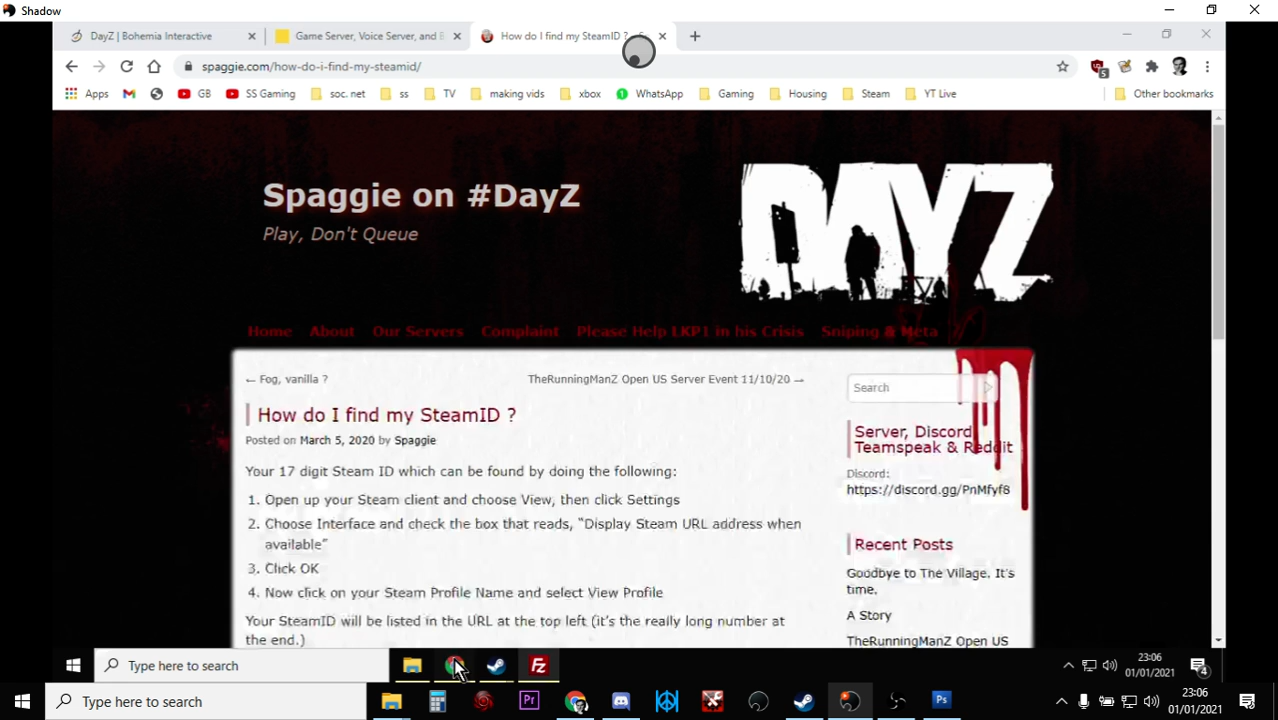 Shadow
DayZ | Bohemia Interactive
Game Server, Voice Server, and
How do I find my SteamID ?
spaggie.com/how-do-i-find-my-steamid/
5
Apps GB SS Gaming soc. net ss TV making vids xbox 1 WhatsApp Gaming Housing Steam YT Live Other bookmarks
Spaggie on #DayZ
Play, Don't Queue
DAYZ
Home About Our Servers Complaint Please Help LKP1 in his Crisis Sniping & Meta
← Fog, vanilla ?
TheRunningManZ Open US Server Event 11/10/20 →
Search
How do I find my SteamID ?
Posted on March 5, 2020 by Spaggie
Your 17 digit Steam ID which can be found by doing the following:
1. Open up your Steam client and choose View, then click Settings
2. Choose Interface and check the box that reads, “Display Steam URL address when
available”
3. Click OK
4. Now click on your Steam Profile Name and select View Profile
Your SteamID will be listed in the URL at the top left (it's the really long number at
the end.)
Server, Discord
Teamspeak & Reddit
Discord:
https://discord.gg/PnMfyf8
Recent Posts
Goodbye to The Village. It's
time.
A Story
TheRunningManZ Open US
Type here to search
Fz
23:06
01/01/2021
4
Type here to search
Pr
Ps
23:06
01/01/2021